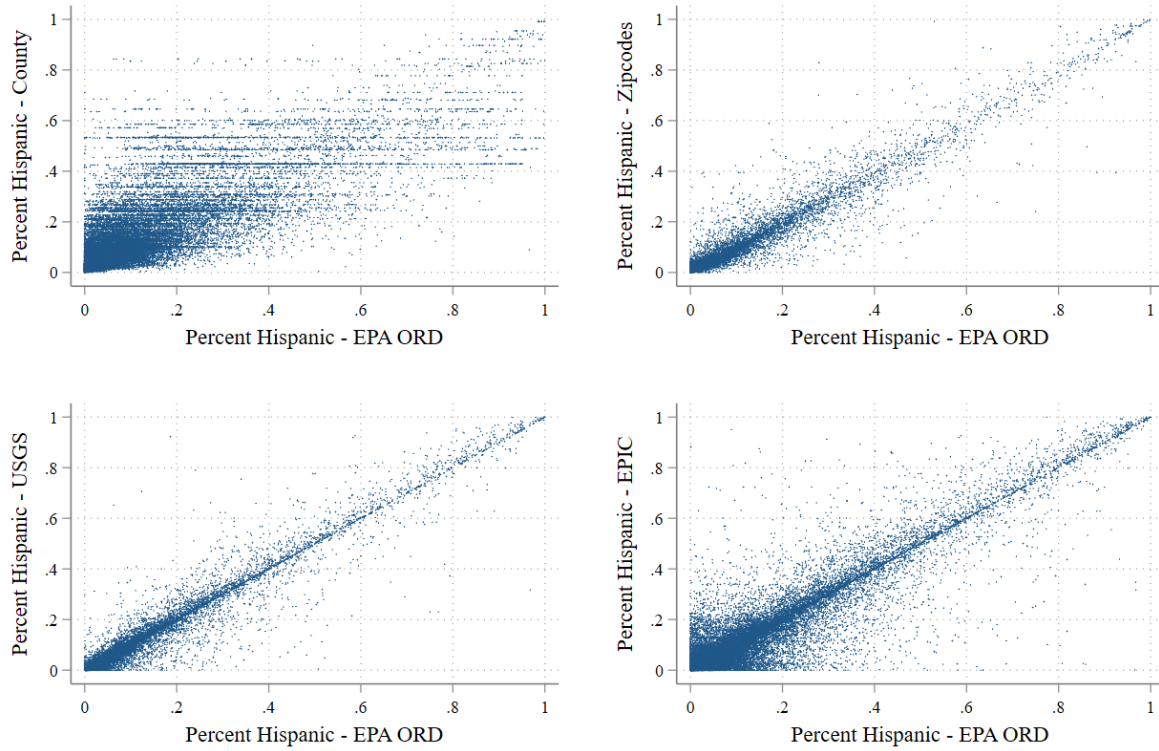 Percent Hispanic - County
1
.8
.6
.4
.2
0
0 .2 .4 .6 .8 1
Percent Hispanic - EPA ORD
Percent Hispanic - Zipcodes
1
.8
.6
.4
.2
0
0 .2 .4 .6 .8 1
Percent Hispanic - EPA ORD
Percent Hispanic - USGS
1
.8
.6
.4
.2
0
0 .2 .4 .6 .8 1
Percent Hispanic - EPA ORD
Percent Hispanic - EPIC
1
.8
.6
.4
.2
0
0 .2 .4 .6 .8 1
Percent Hispanic - EPA ORD